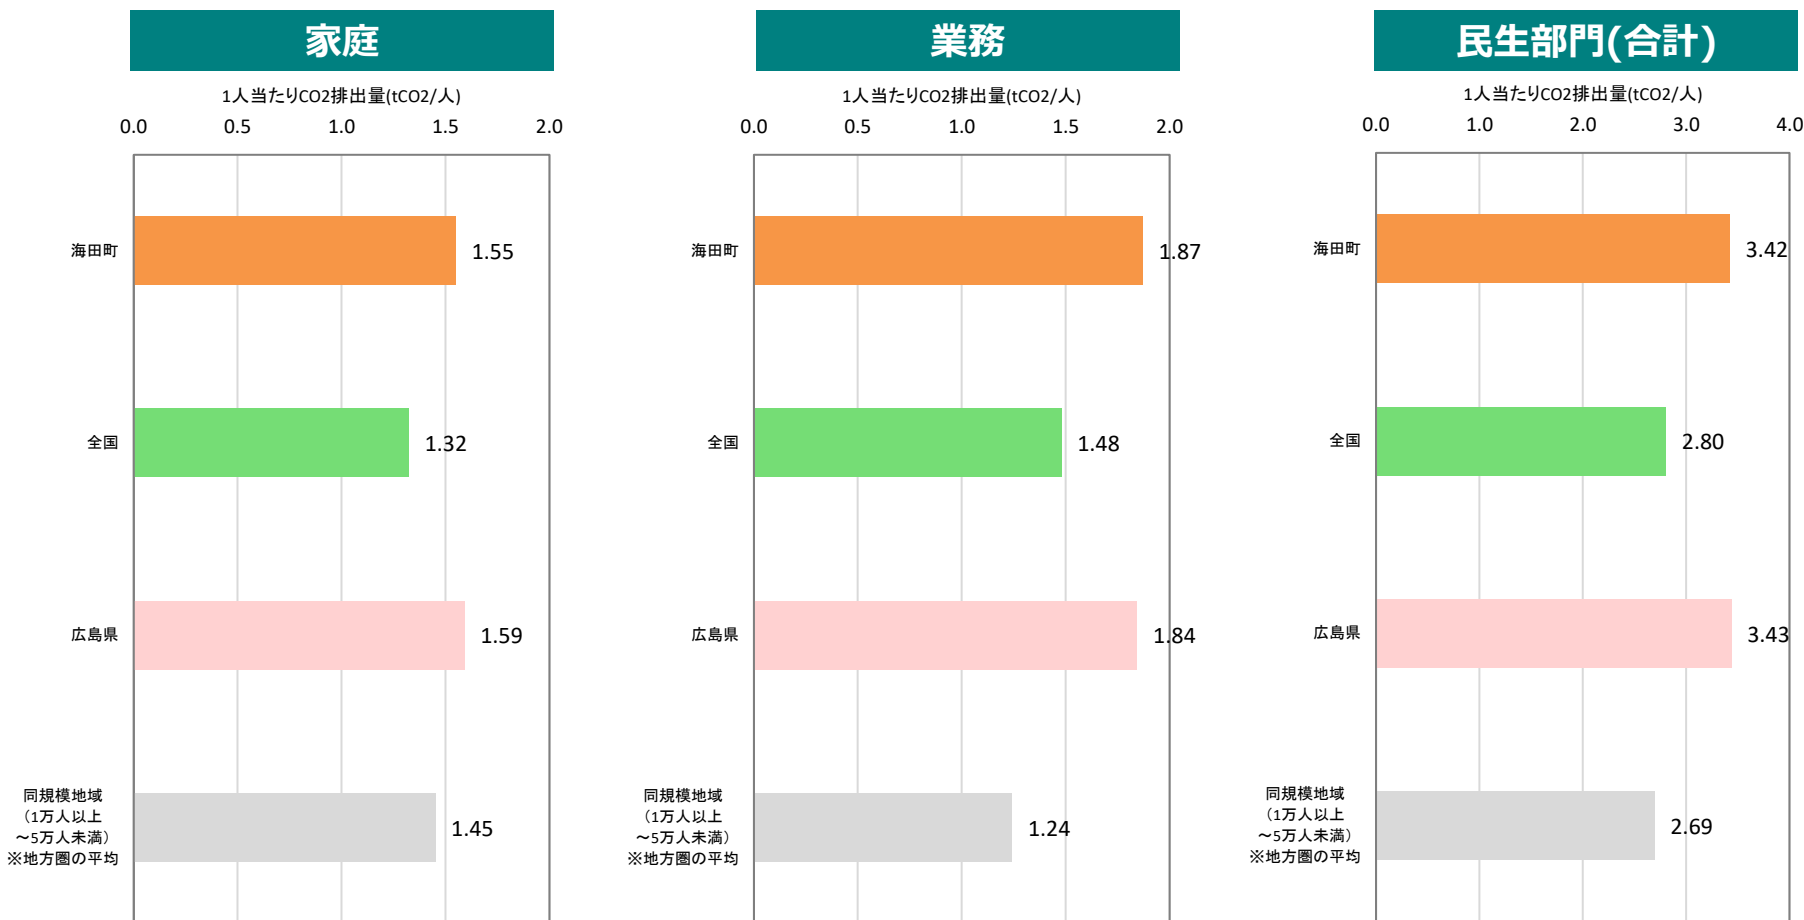 家庭
1人当たりCO2排出量(tCO2/人)
0.0 0.5 1.0 1.5 2.0
海田町 1.55
全国 1.32
広島県 1.59
同規模地域
（1万人以上
～5万人未満）
※地方圏の平均
1.45
業務
1人当たりCO2排出量(tCO2/人)
0.0 0.5 1.0 1.5 2.0
海田町 1.87
全国 1.48
広島県 1.84
同規模地域
（1万人以上
～5万人未満）
※地方圏の平均
1.24
民生部門(合計)
1人当たりCO2排出量(tCO2/人)
0.0 1.0 2.0 3.0 4.0
海田町 3.42
全国 2.80
広島県 3.43
同規模地域
（1万人以上
～5万人未満）
※地方圏の平均
2.69